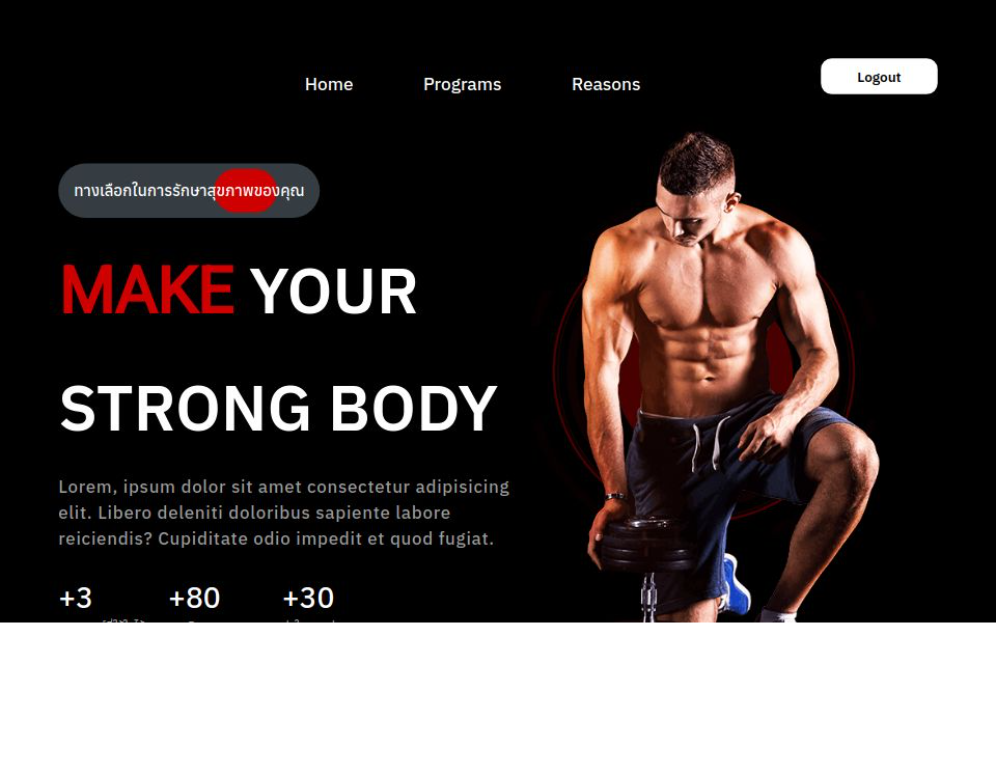 Home Programs Reasons Logout
ทางเลือกในการรักษาสุขภาพของคุณ
MAKE YOUR
STRONG BODY
Lorem, ipsum dolor sit amet consectetur adipisicing
elit. Libero deleniti doloribus sapiente labore
reiciendis? Cupiditate odio impedit et quod fugiat.
+3 +80 +30